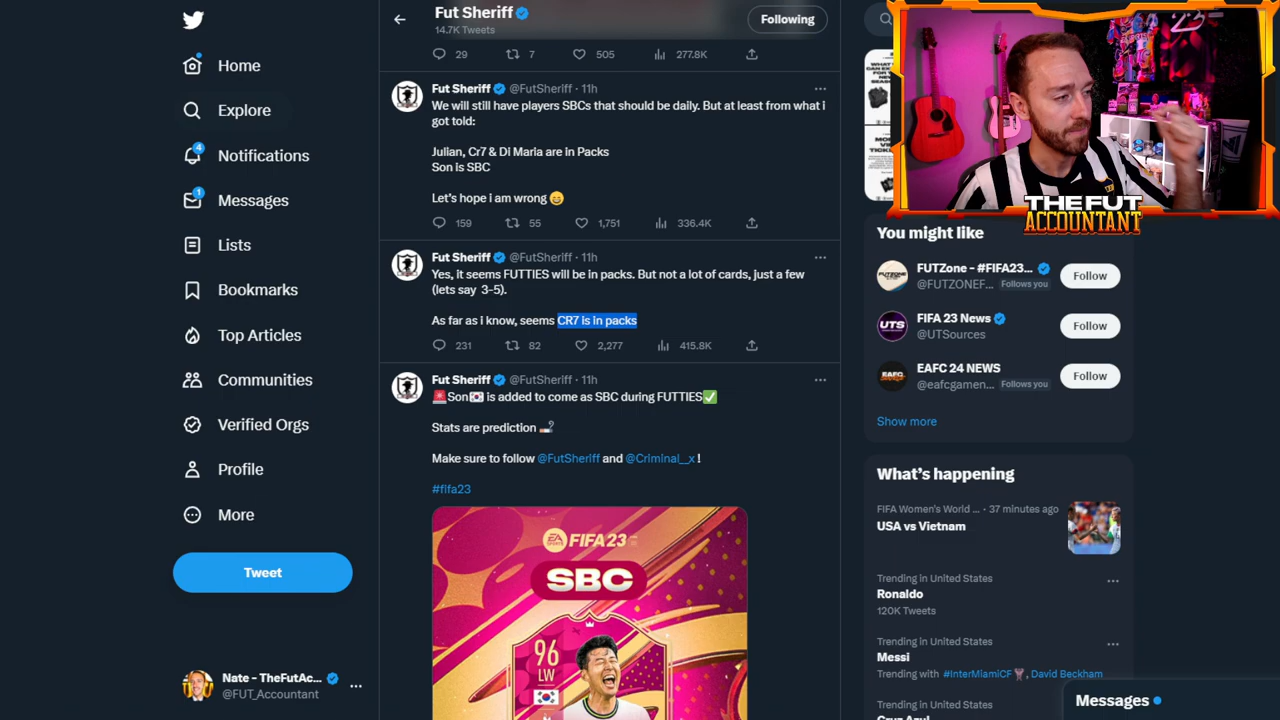 Home
Explore
4
Notifications
1
Messages
Lists
Bookmarks
Top Articles
Communities
Verified Orgs
Profile
More
Tweet
Nate - TheFutAc...
@FUT_Accountant
Fut Sheriff
14.7K Tweets
Following
29 7 505 277.8K
Fut Sheriff @FutSheriff · 11h
We will still have players SBCs that should be daily. But at least from what i
got told:
Julian, Cr7 & Di Maria are in Packs
Son is SBC
Let's hope i am wrong 😄
159 55 1,751 336.4K
Fut Sheriff @FutSheriff · 11h
Yes, it seems FUTTIES will be in packs. But not a lot of cards, just a few
(lets say 3-5).
As far as i know, seems CR7 is in packs
231 82 2,277 415.8K
Fut Sheriff @FutSheriff · 11h
🚨Son🇰🇷 is added to come as SBC during FUTTIES✅
Stats are prediction 🚬
Make sure to follow @FutSheriff and @Criminal__x !
#fifa23
EA SPORTS FIFA 23
SBC
96
LW
THE FUT
ACCOUNTANT
You might like
FUTZone - #FIFA23...
@FUTZONEF... Follows you
Follow
UTS
FIFA 23 News
@UTSources
Follow
EAFC 24 NEWS
@eafcgamen... Follows you
Follow
Show more
What's happening
FIFA Women's World ... · 37 minutes ago
USA vs Vietnam
Trending in United States
Ronaldo
120K Tweets
Trending in United States
Messi
Trending with #InterMiamiCF, David Beckham
Trending in United States
Cruz Azul
Messages